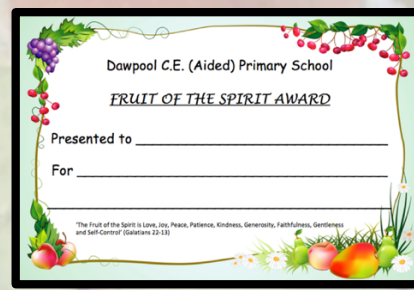 Dawpool C.E. (Aided) Primary School
FRUIT OF THE SPIRIT AWARD
Presented to
For
"The Fruit of the Spirit is Love, Joy, Peace, Patience, Kindness, Generosity, Faithfulness, Gentleness
and Self-Control" (Galatians 22-13)